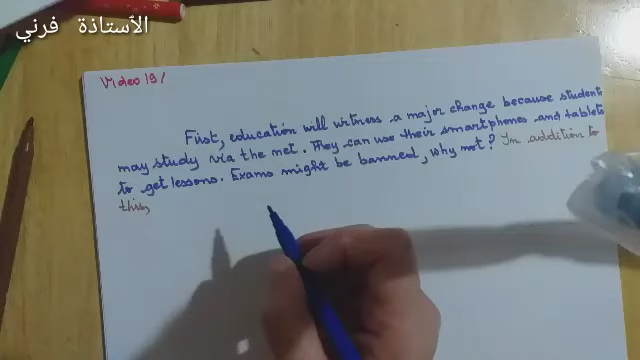 الأستاذة فرني
Video 19/
First, education will witness a major change because students
may study via the net. They can use their smartphones and tablets
to get lessons. Exams might be banned, why not? In addition to
this,